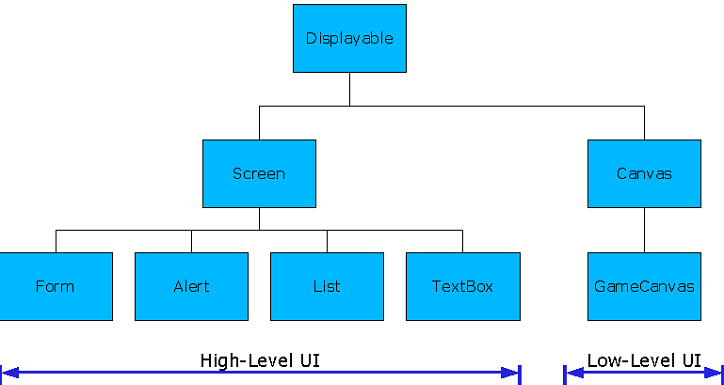 Displayable
Screen
Canvas
Form
Alert
List
TextBox
GameCanvas
High-Level UI
Low-Level UI